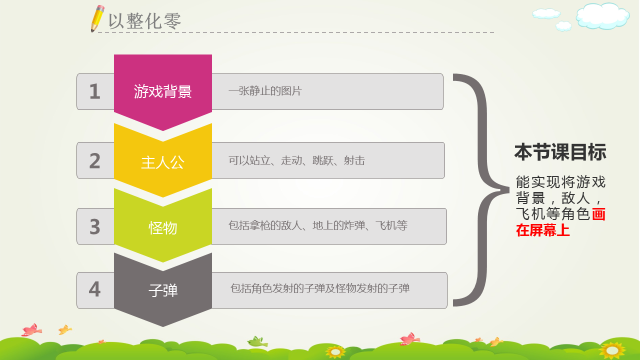 以整化零
1 游戏背景 一张静止的图片
2 主人公 可以站立、走动、跳跃、射击
3 怪物 包括拿枪的敌人、地上的炸弹、飞机等
4 子弹 包括角色发射的子弹及怪物发射的子弹
本节课目标
能实现将游戏
背景，敌人，
飞机等角色画
在屏幕上